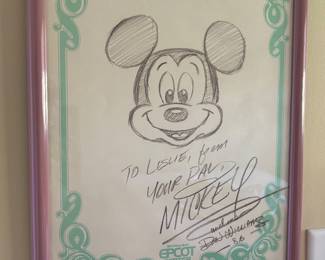 TO LESLIE, from
YOUR PAL,
MICKEY
EPCOT